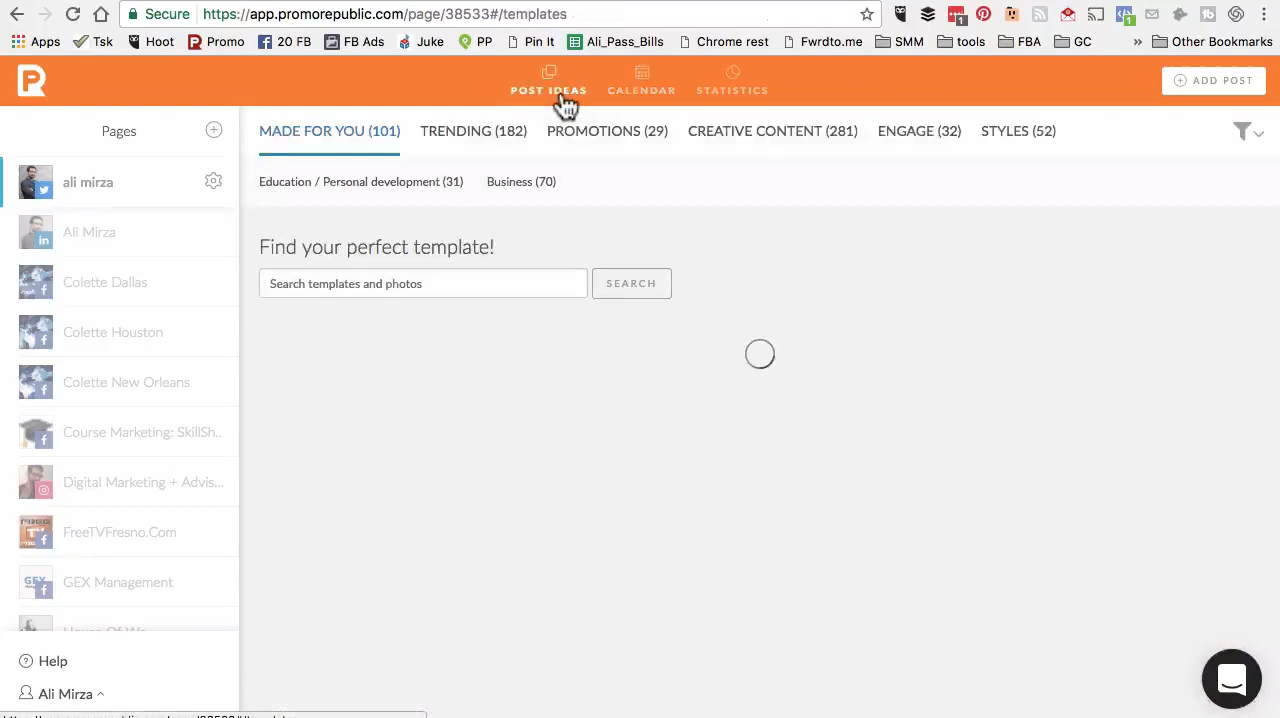 Secure
https://app.promorepublic.com/page/38533#/templates
Apps Tsk Hoot Promo 20 FB FB Ads Juke PP Pin It Ali_Pass_Bills Chrome rest Fwrdto.me SMM tools FBA GC » Other Bookmarks
POST IDEAS CALENDAR STATISTICS
ADD POST
Pages
MADE FOR YOU (101) TRENDING (182) PROMOTIONS (29) CREATIVE CONTENT (281) ENGAGE (32) STYLES (52)
ali mirza
Education / Personal development (31) Business (70)
Ali Mirza
Find your perfect template!
Colette Dallas
Search templates and photos
SEARCH
Colette Houston
Colette New Orleans
Course Marketing: SkillSh..
Digital Marketing + Advis...
FreeTVFresno.Com
GEX Management
Help
Ali Mirza